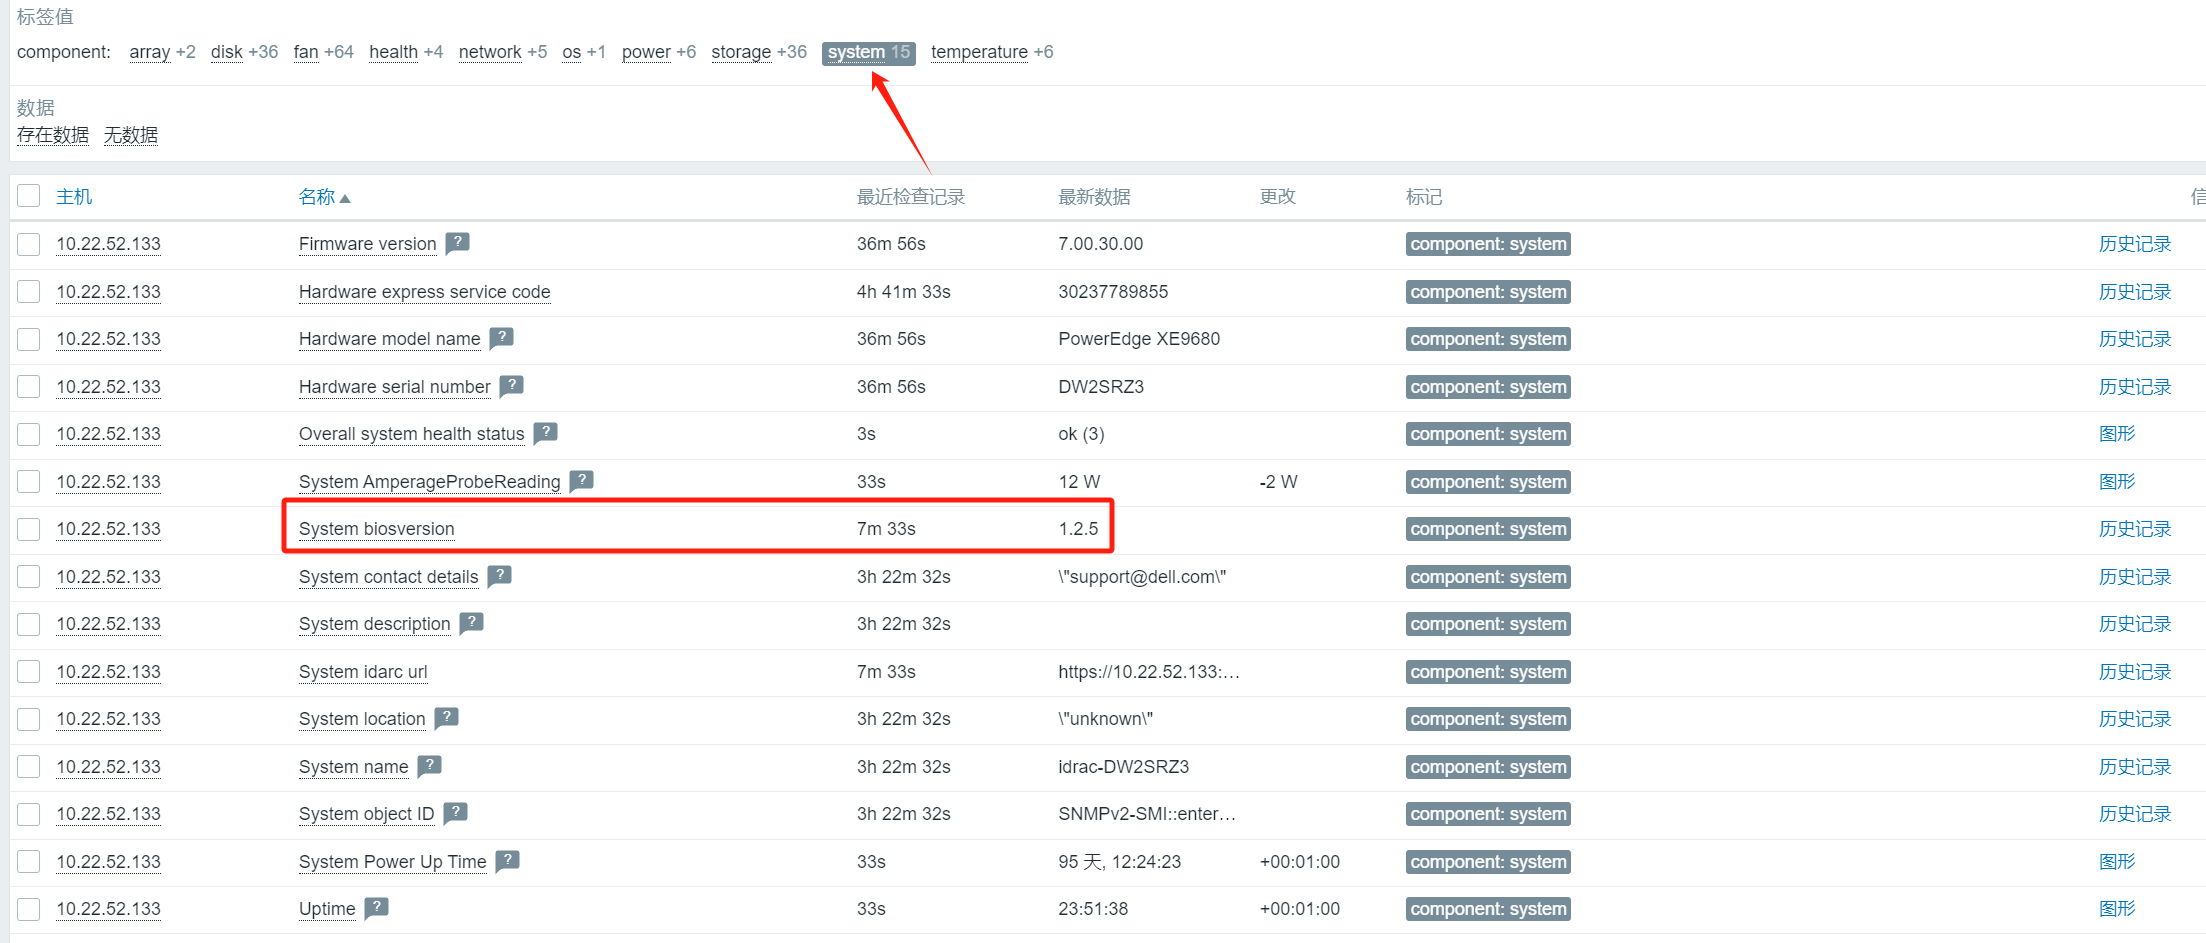 标签值
component: array +2 disk +36 fan +64 health +4 network +5 os +1 power +6 storage +36 system 15 temperature +6
数据
存在数据 无数据
主机 名称 最近检查记录 最新数据 更改 标记 信
10.22.52.133 Firmware version ? 36m 56s 7.00.30.00 component: system 历史记录
10.22.52.133 Hardware express service code 4h 41m 33s 30237789855 component: system 历史记录
10.22.52.133 Hardware model name ? 36m 56s PowerEdge XE9680 component: system 历史记录
10.22.52.133 Hardware serial number ? 36m 56s DW2SRZ3 component: system 历史记录
10.22.52.133 Overall system health status ? 3s ok (3) component: system 图形
10.22.52.133 System AmperageProbeReading ? 33s 12 W -2 W component: system 图形
10.22.52.133 System biosversion 7m 33s 1.2.5 component: system 历史记录
10.22.52.133 System contact details ? 3h 22m 32s \"support@dell.com\" component: system 历史记录
10.22.52.133 System description ? 3h 22m 32s component: system 历史记录
10.22.52.133 System idarc url 7m 33s https://10.22.52.133:… component: system 历史记录
10.22.52.133 System location ? 3h 22m 32s \"unknown\" component: system 历史记录
10.22.52.133 System name ? 3h 22m 32s idrac-DW2SRZ3 component: system 历史记录
10.22.52.133 System object ID ? 3h 22m 32s SNMPv2-SMI::enter… component: system 历史记录
10.22.52.133 System Power Up Time ? 33s 95 天, 12:24:23 +00:01:00 component: system 图形
10.22.52.133 Uptime ? 33s 23:51:38 +00:01:00 component: system 图形